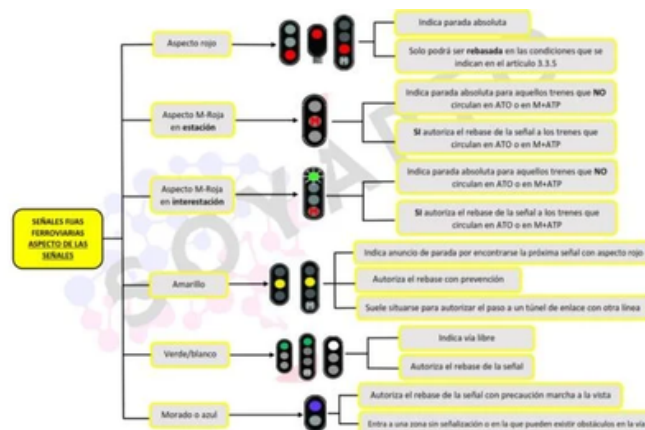 Aspecto rojo
Indica parada absoluta
Solo podrá ser rebasada en las condiciones que se
indican en el artículo 3.3.5
Aspecto M-Roja
en estación
Indica parada absoluta para aquellos trenes que NO
circulan en ATO o en M+ATP
SI autoriza el rebase de la señal a los trenes que
circulan en ATO o en M+ATP
Aspecto M-Roja
en interestación
Indica parada absoluta para aquellos trenes que NO
circulan en ATO o en M+ATP
SI autoriza el rebase de la señal a los trenes que
circulan en ATO o en M+ATP
SEÑALES FIJAS
FERROVIARIAS
ASPECTO DE LAS
SEÑALES
Amarillo
Indica anuncio de parada por encontrarse la próxima señal con aspecto rojo
Autoriza el rebase con prevención
Suele situarse para autorizar el paso a un túnel de enlace con otra línea
Verde/blanco
Indica vía libre
Autoriza el rebase de la señal
Morado o azul
Autoriza el rebase de la señal con precaución marcha a la vista
Entra a una zona sin señalización o en la que pueden existir obstáculos en la vía